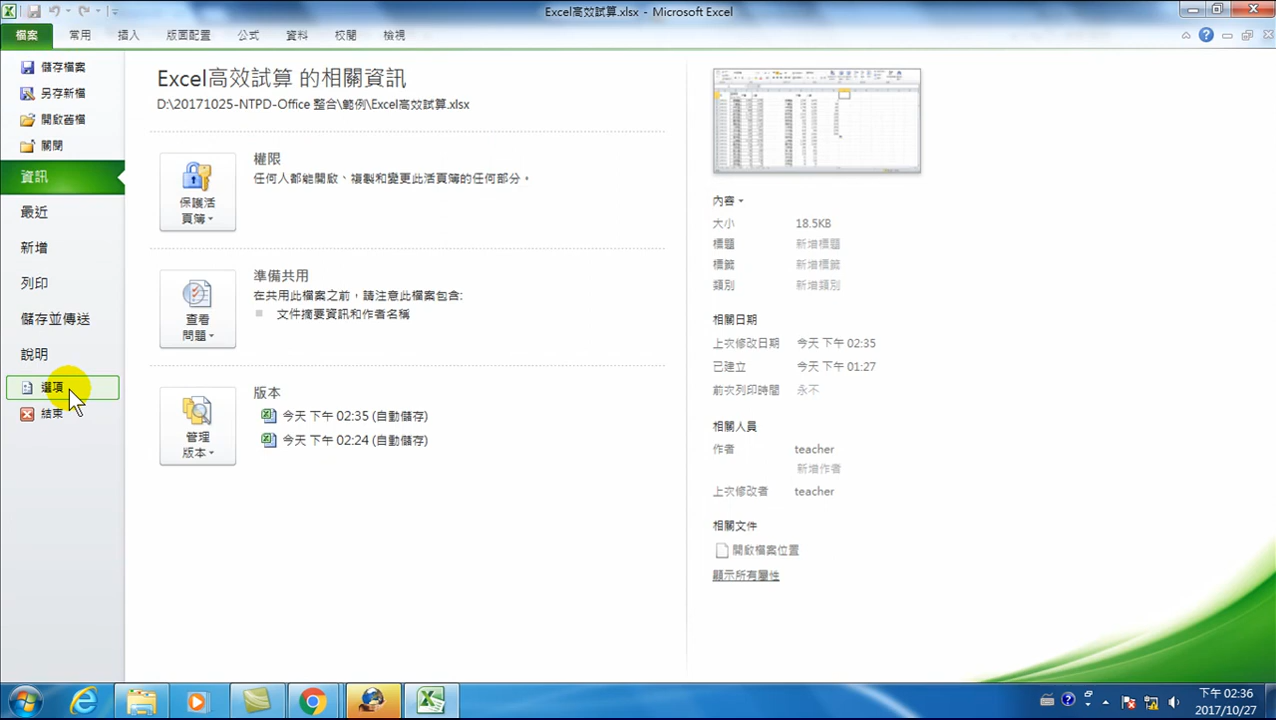 Excel高效試算.xlsx - Microsoft Excel
檔案 常用 插入 版面配置 公式 資料 校閱 檢視
儲存檔案
另存新檔
開啟舊檔
關閉
資訊
最近
新增
列印
儲存並傳送
說明
選項
結束
Excel高效試算 的相關資訊
D:\20171025-NTPD-Office 整合\範例\Excel高效試算.xlsx
保護活
頁簿
權限
任何人都能開啟、複製和變更此活頁簿的任何部分。
查看
問題
準備共用
在共用此檔案之前，請注意此檔案包含:
文件摘要資訊和作者名稱
管理
版本
版本
今天 下午 02:35 (自動儲存)
今天 下午 02:24 (自動儲存)
內容
大小 18.5KB
標題 新增標題
標籤 新增標籤
類別 新增類別
相關日期
上次修改日期 今天 下午 02:35
已建立 今天 下午 01:27
前次列印時間 永不
相關人員
作者 teacher
新增作者
上次修改者 teacher
相關文件
開啟檔案位置
顯示所有屬性
下午 02:36
2017/10/27